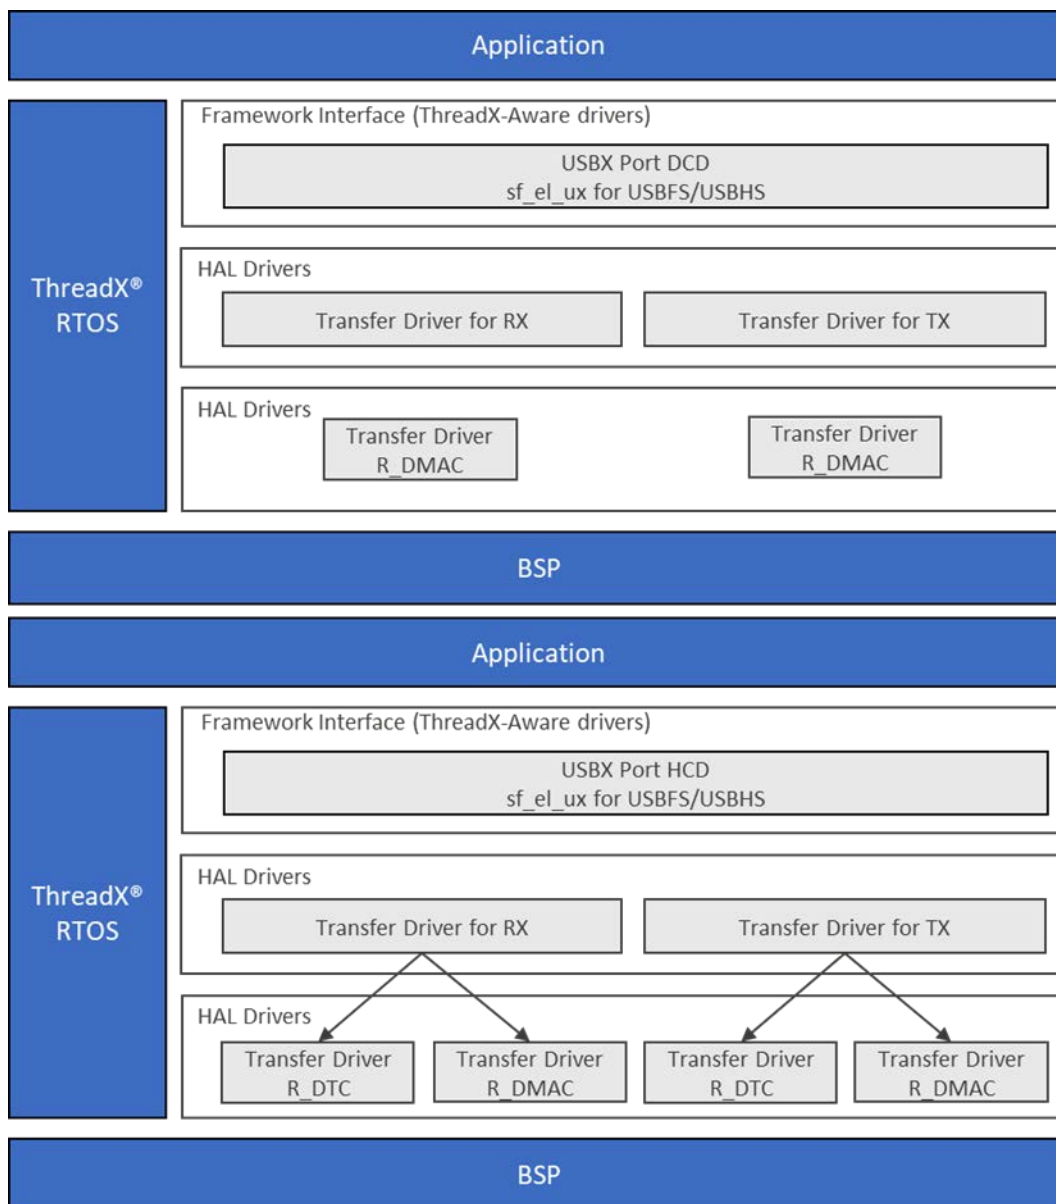 Application
Framework Interface (ThreadX-Aware drivers)
USBX Port DCD
sf_el_ux for USBFS/USBHS
ThreadX®
RTOS
HAL Drivers
Transfer Driver for RX
Transfer Driver for TX
HAL Drivers
Transfer Driver
R_DMAC
Transfer Driver
R_DMAC
BSP
Application
Framework Interface (ThreadX-Aware drivers)
USBX Port HCD
sf_el_ux for USBFS/USBHS
ThreadX®
RTOS
HAL Drivers
Transfer Driver for RX
Transfer Driver for TX
HAL Drivers
Transfer Driver
R_DTC
Transfer Driver
R_DMAC
Transfer Driver
R_DTC
Transfer Driver
R_DMAC
BSP